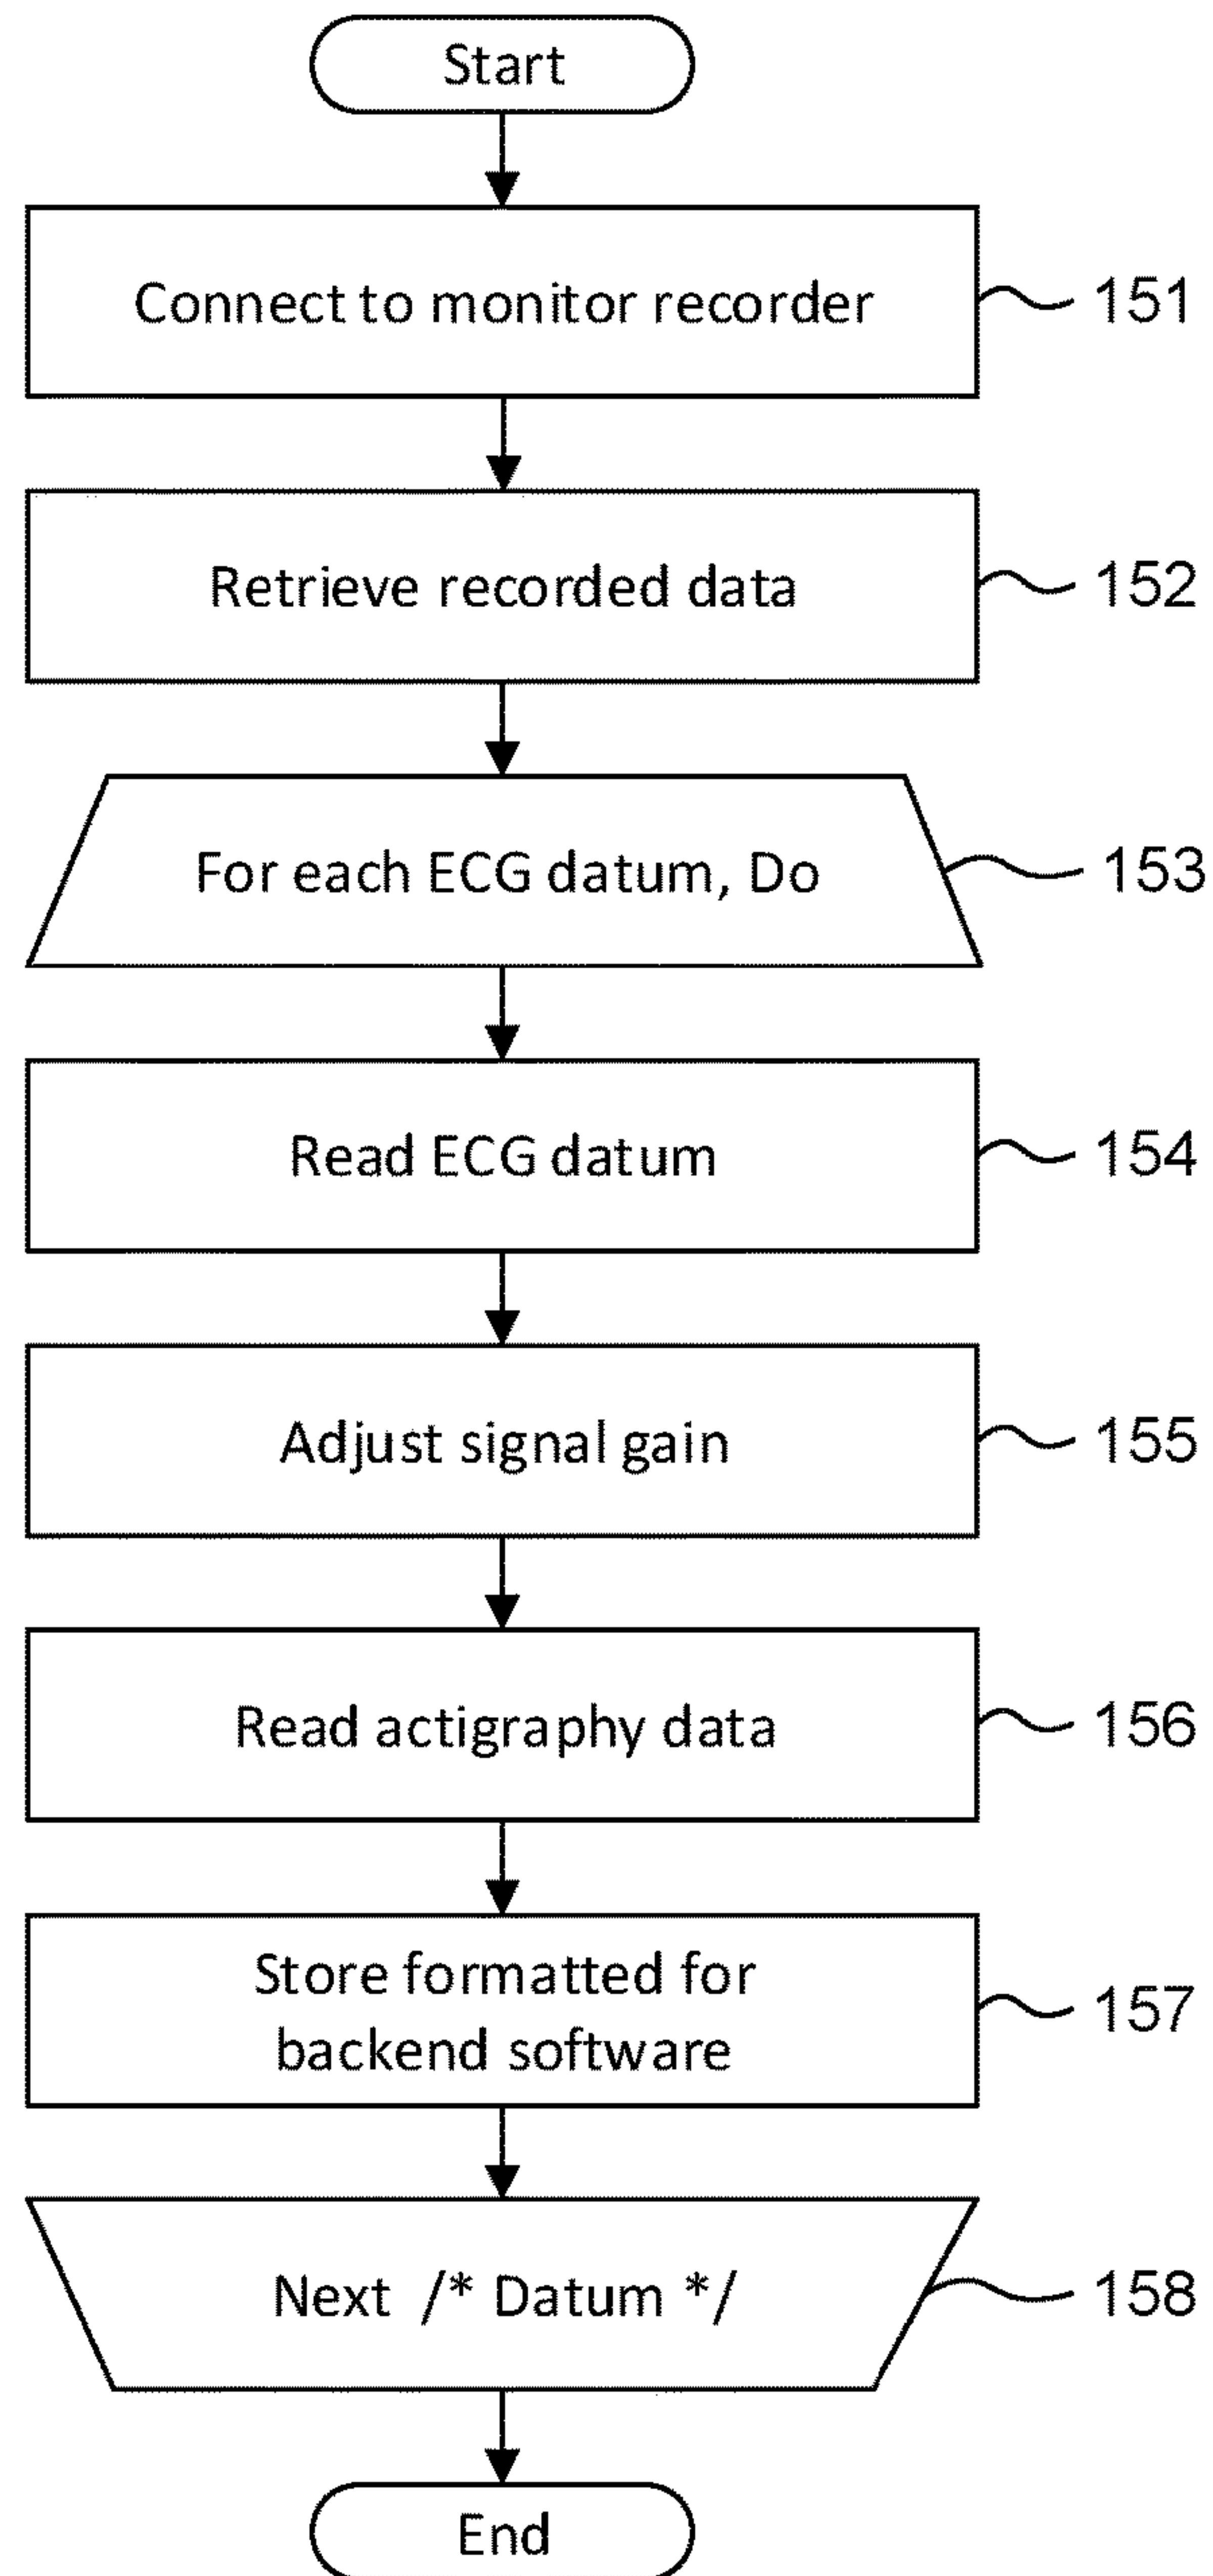 Start
Connect to monitor recorder
151
Retrieve recorded data
152
For each ECG datum, Do
153
Read ECG datum
154
Adjust signal gain
155
Read actigraphy data
156
Store formatted for
backend software
157
Next /* Datum */
158
End